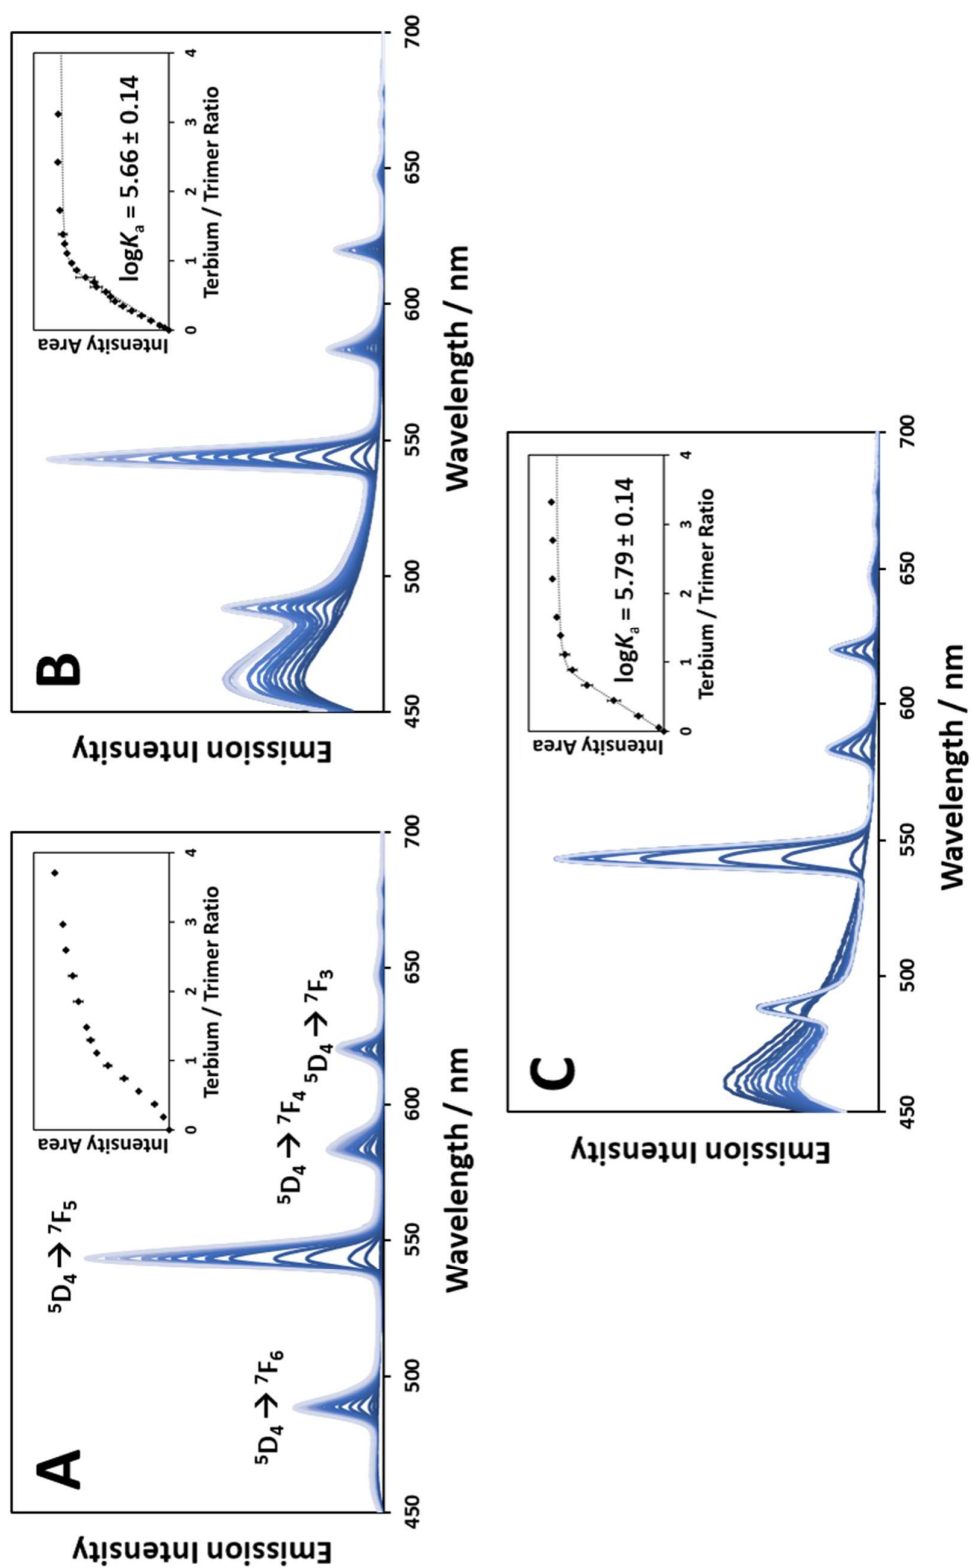 A
Emission Intensity
⁵D₄ → ⁷F₆
⁵D₄ → ⁷F₅
⁵D₄ → ⁷F₄
⁵D₄ → ⁷F₃
Intensity Area
0 1 2 3 4
Terbium / Trimer Ratio
450 500 550 600 650 700
Wavelength / nm
B
Emission Intensity
Intensity Area
logKₐ = 5.66 ± 0.14
0 1 2 3 4
Terbium / Trimer Ratio
450 500 550 600 650 700
Wavelength / nm
C
Emission Intensity
Intensity Area
logKₐ = 5.79 ± 0.14
0 1 2 3 4
Terbium / Trimer Ratio
450 500 550 600 650 700
Wavelength / nm